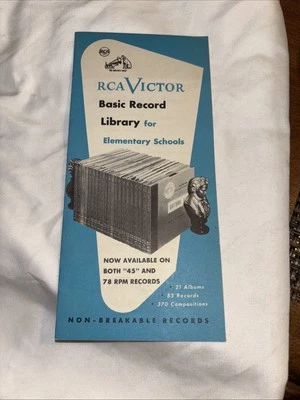 RCA
RCA VICTOR
Basic Record
Library for
Elementary Schools
NOW AVAILABLE ON
BOTH "45" AND
78 RPM RECORDS
• 21 Albums
• 83 Records
• 370 Compositions
NON-BREAKABLE RECORDS